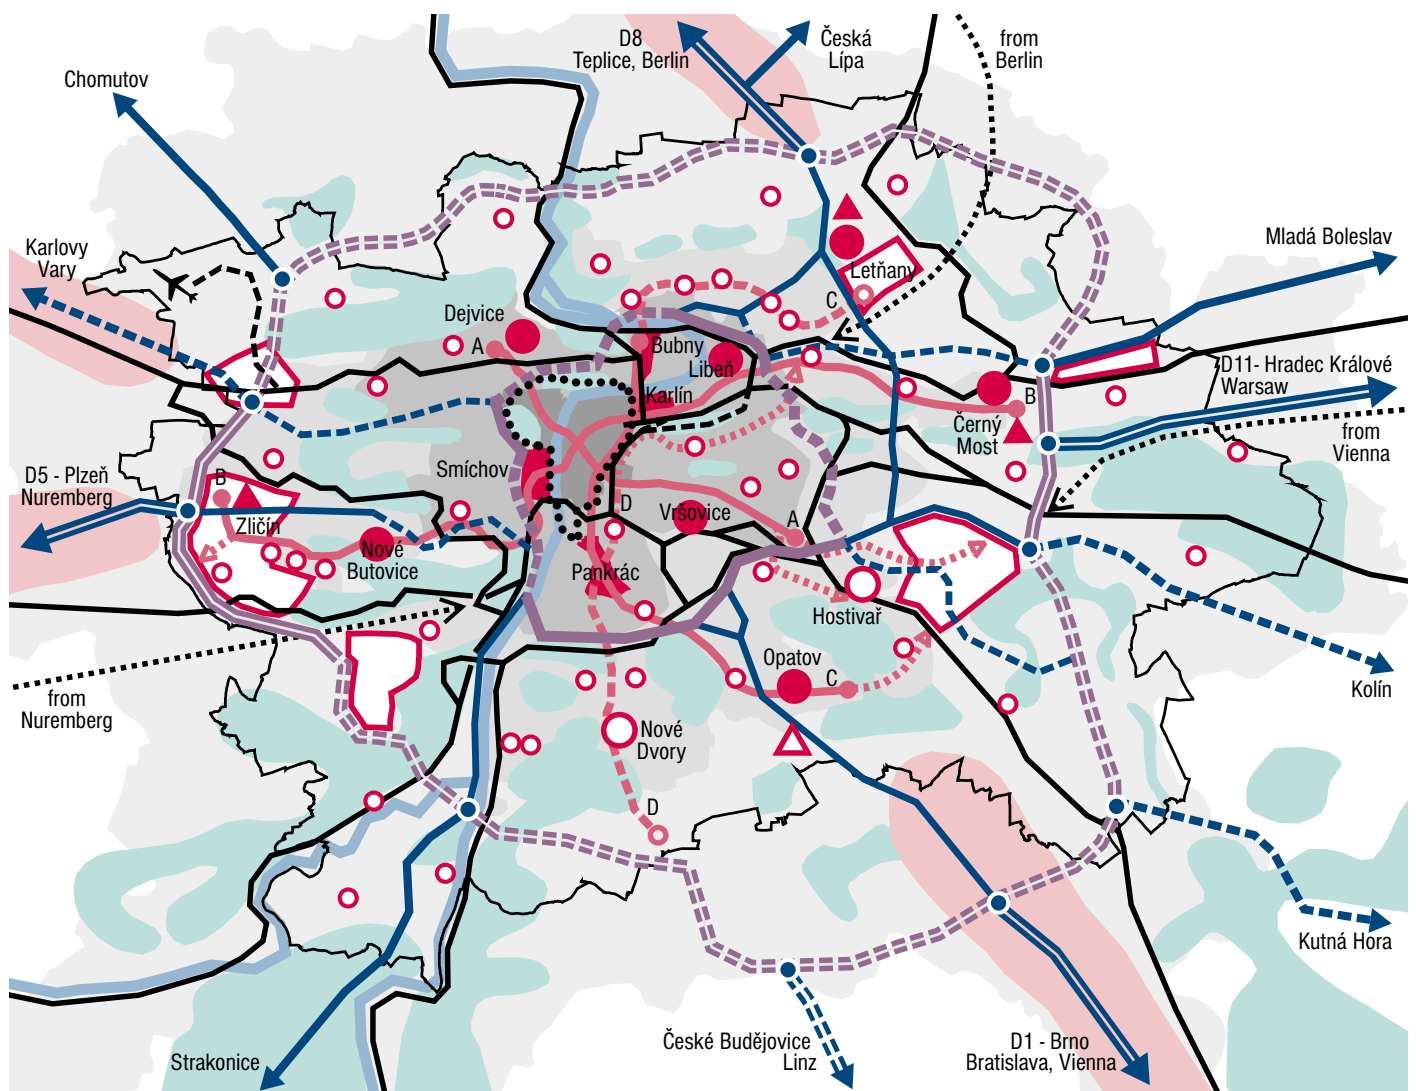 D8
Teplice, Berlin
Česká
Lípa
from
Berlin
Chomutov
Karlovy
Vary
Mladá Boleslav
Letňany
C
Dejvice
A
Bubny
Libeň
Karlín
D11- Hradec Králové
Warsaw
B
Černý
Most
from
Vienna
Smíchov
D5 - Plzeň
Nuremberg
B
Zličín
D
Vršovice
A
Nové
Butovice
Pankrác
Hostivař
Opatov
C
from
Nuremberg
Kolín
Nové
Dvory
D
Kutná Hora
Strakonice
České Budějovice
Linz
D1 - Brno
Bratislava, Vienna